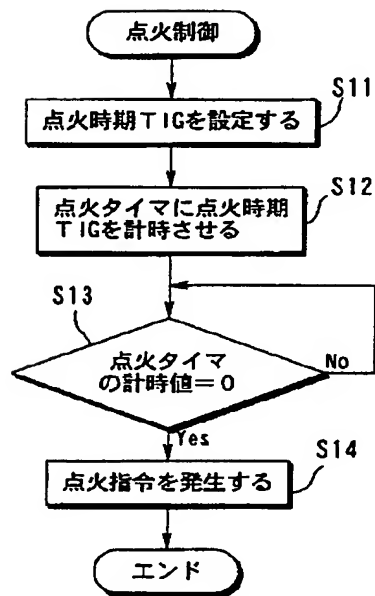 点火制御
S11
点火時期TIGを設定する
S12
点火タイマに点火時期
TIGを計時させる
S13
点火タイマ
の計時値=0
No
Yes
S14
点火指令を発生する
エンド